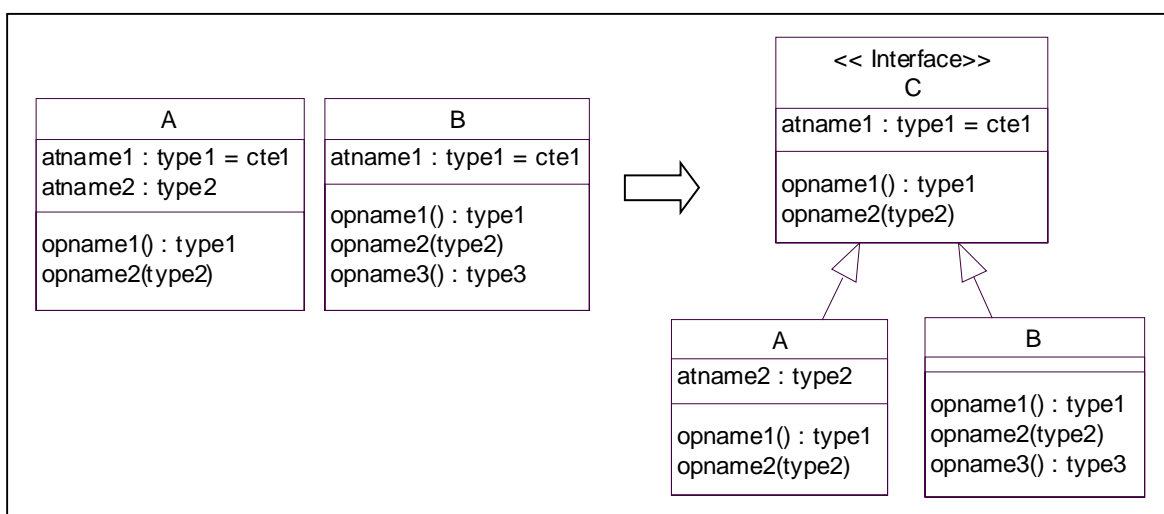 A
atname1 : type1 = cte1
atname2 : type2
opname1() : type1
opname2(type2)
B
atname1 : type1 = cte1
opname1() : type1
opname2(type2)
opname3() : type3
<< Interface>>
C
atname1 : type1 = cte1
opname1() : type1
opname2(type2)
A
atname2 : type2
opname1() : type1
opname2(type2)
B
opname1() : type1
opname2(type2)
opname3() : type3